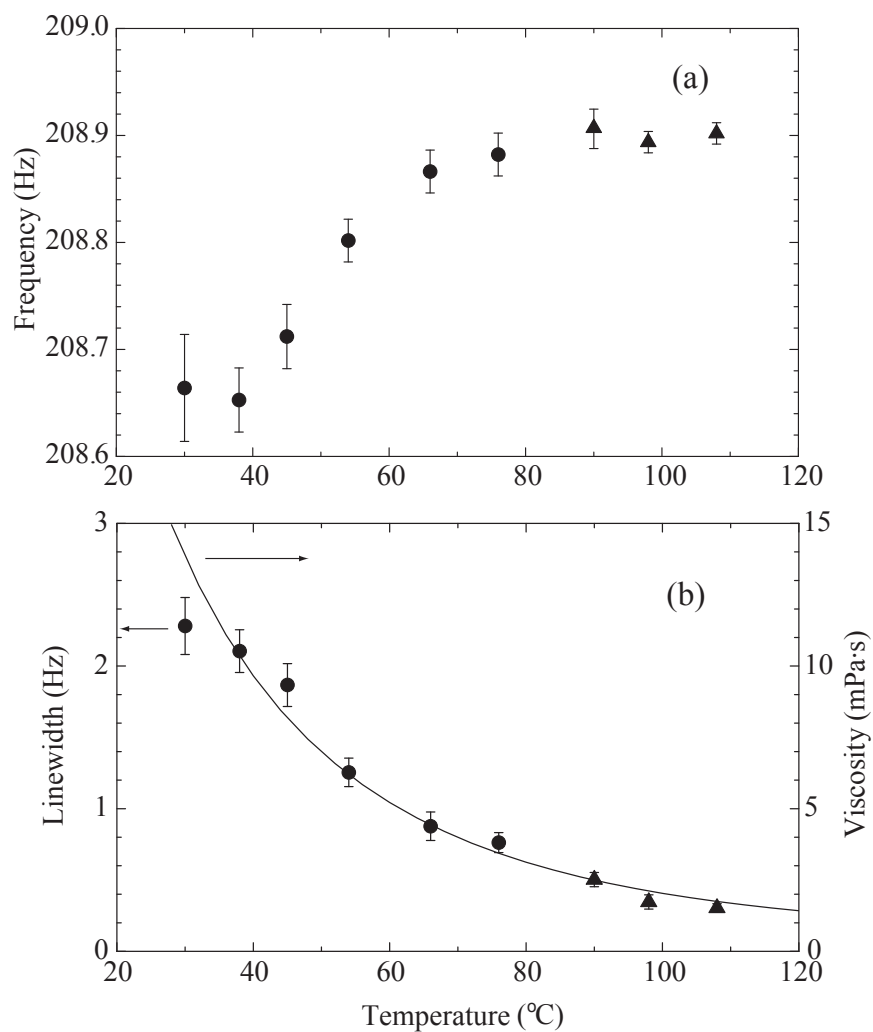 209.0
(a)
208.9
208.8
208.7
208.6
Frequency (Hz)
20 40 60 80 100 120
3 15
(b)
2 10
1 5
0 0
Linewidth (Hz)
Viscosity (mPa·s)
20 40 60 80 100 120
Temperature (°C)